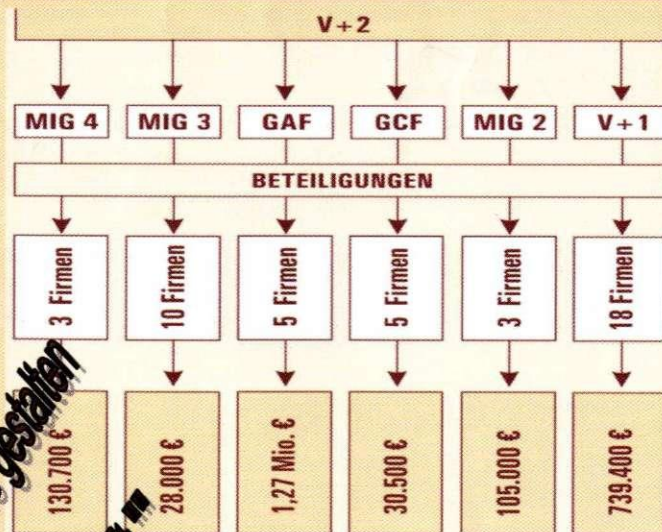 V+2
MIG 4 MIG 3 GAF GCF MIG 2 V+1
BETEILIGUNGEN
3 Firmen 10 Firmen 5 Firmen 5 Firmen 3 Firmen 18 Firmen
130.700 € 28.000 € 1,27 Mio. € 30.500 € 105.000 € 739.400 €
gestalten